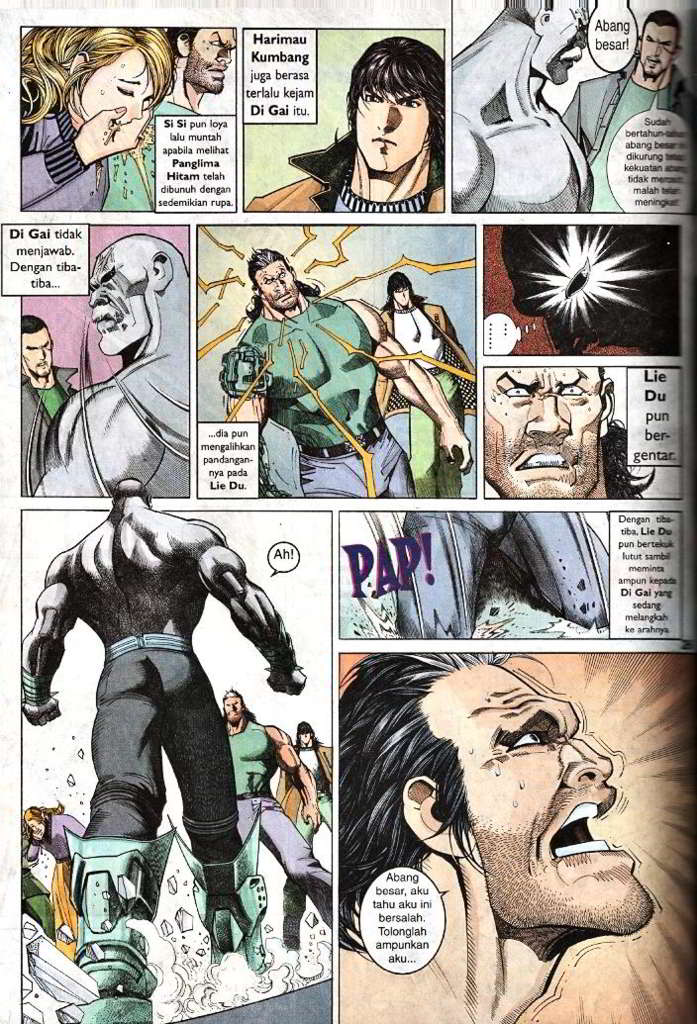 Si Si pun loya
lalu muntah
apabila melihat
Panglima
Hitam telah
dibunuh dengan
sedemikian rupa.
Harimau
Kumbang
juga berasa
terlalu kejam
Di Gai itu.
Abang
besar!
Sudah
bertahun-tahun
abang besar
dikurung tetapi
kekuatan abang
tidak merosot
malah telah
meningkat!
Di Gai tidak
menjawab.
Dengan tiba-
tiba...
...dia pun
mengalihkan
pandangan-
nya pada
Lie Du.
......
Lie
Du
pun
ber-
gentar.
Ah!
PAP!
Dengan tiba-
tiba, Lie Du
pun bertekuk
lutut sambil
meminta
ampun kepada
Di Gai yang
sedang
melangkah
ke arahnya.
Abang
besar, aku
tahu aku ini
bersalah.
Tolonglah
ampunkan
aku...